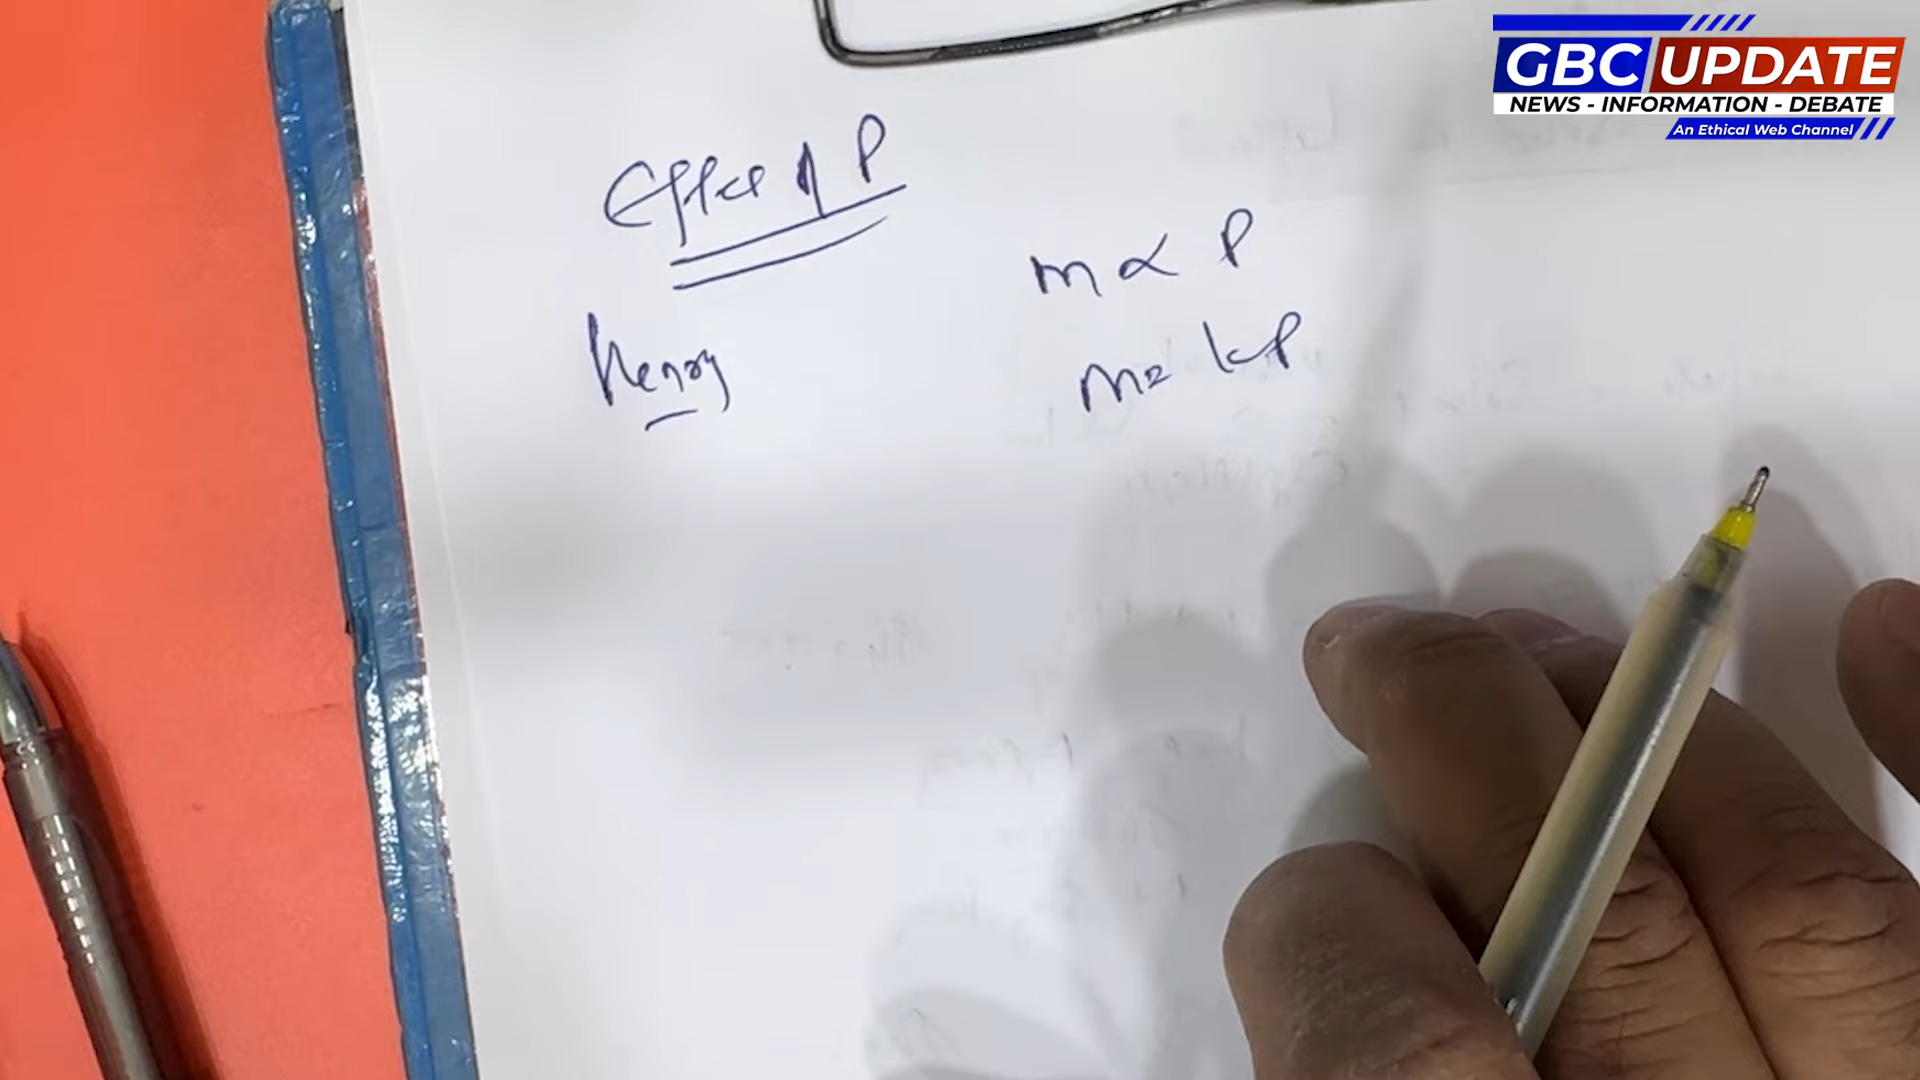 GBC UPDATE
NEWS - INFORMATION - DEBATE
An Ethical Web Channel
Effect of P
m ∝ P
Henry
m = kP